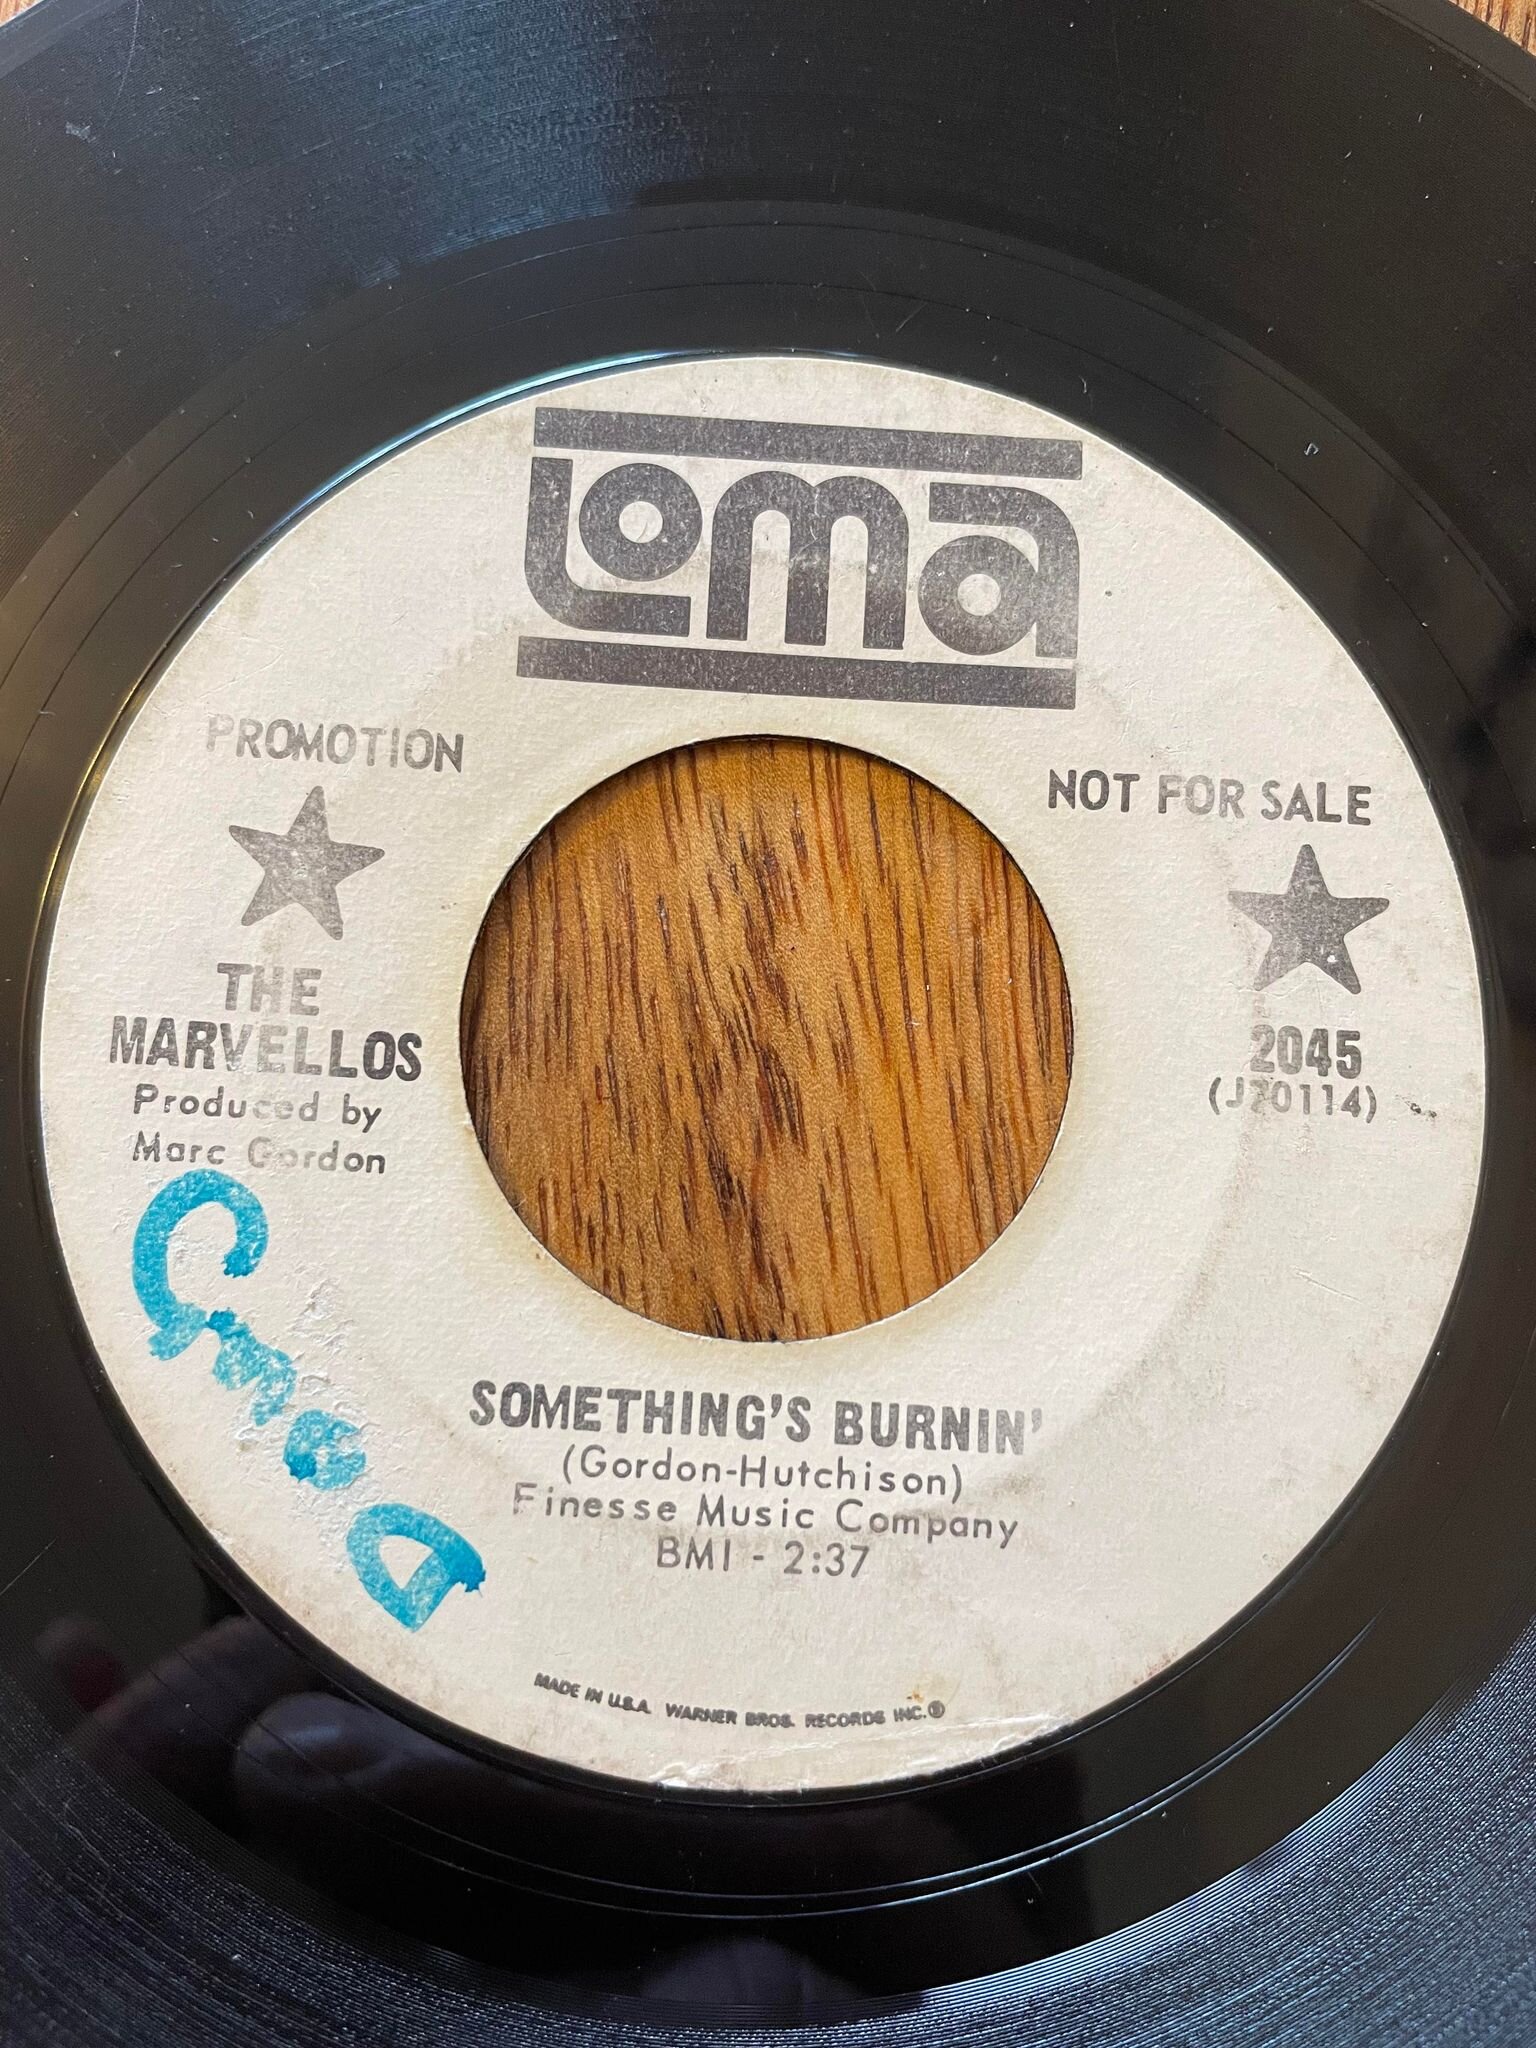 LOMA
PROMOTION
NOT FOR SALE
THE
MARVELLOS
Produced by
Marc Gordon
2045
(J20114)
SOMETHING'S BURNIN'
(Gordon-Hutchison)
Finesse Music Company
BMI - 2:37
MADE IN U.S.A. WARNER BROS. RECORDS INC.®